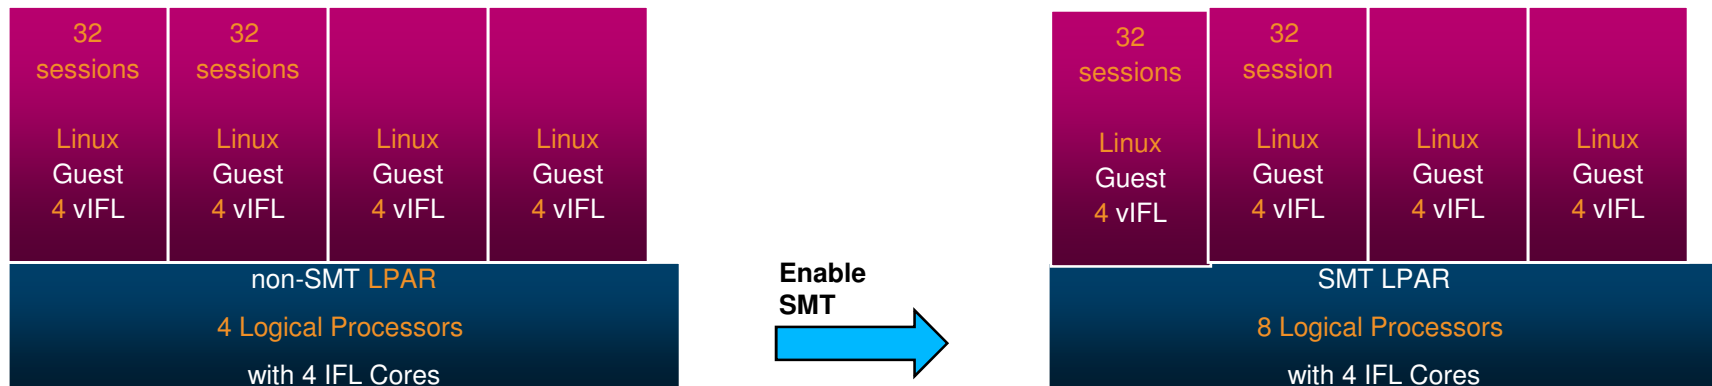 32
sessions
Linux
Guest
4 vIFL
32
sessions
Linux
Guest
4 vIFL
Linux
Guest
4 vIFL
Linux
Guest
4 vIFL
non-SMT LPAR
4 Logical Processors
with 4 IFL Cores
Enable
SMT
32
sessions
Linux
Guest
4 vIFL
32
session
Linux
Guest
4 vIFL
Linux
Guest
4 vIFL
Linux
Guest
4 vIFL
SMT LPAR
8 Logical Processors
with 4 IFL Cores